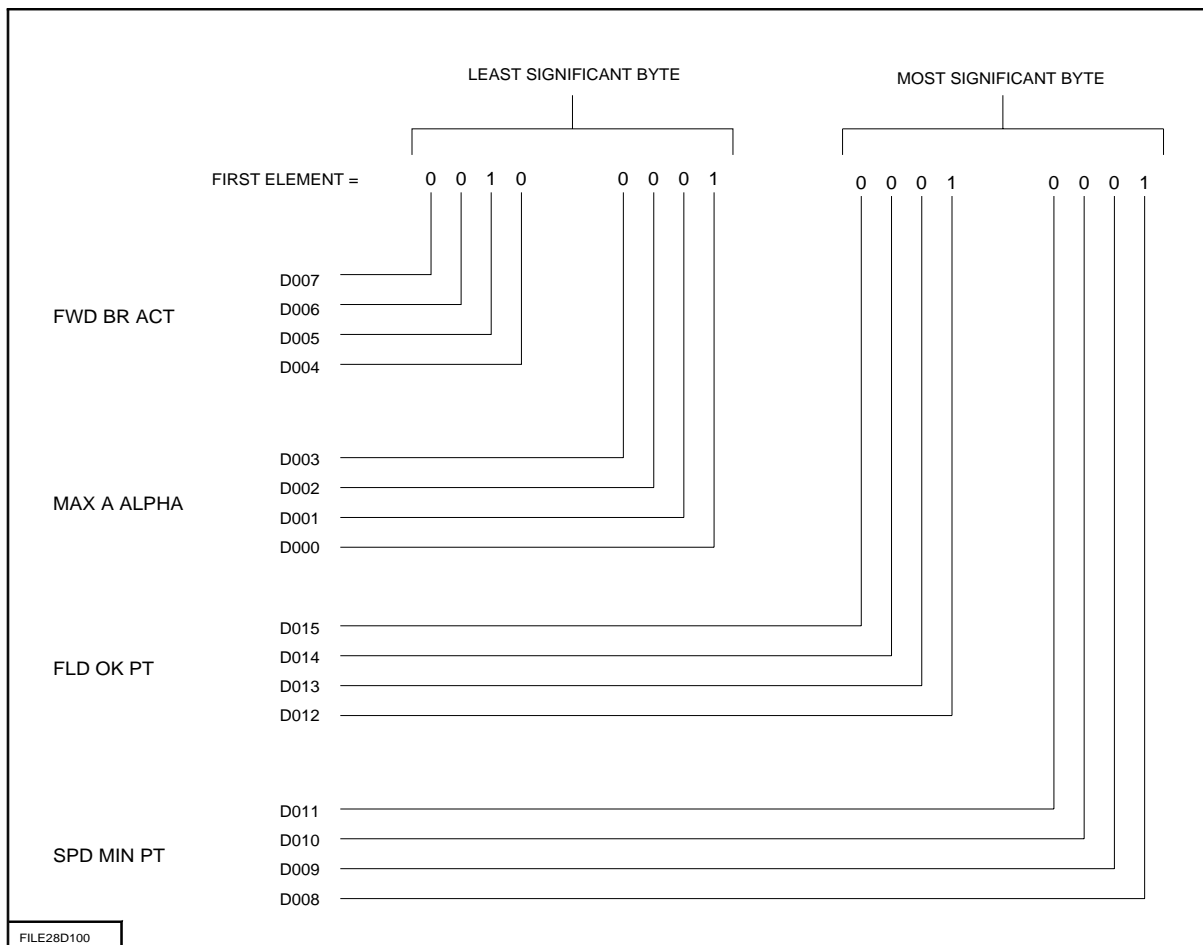 LEAST SIGNIFICANT BYTE
MOST SIGNIFICANT BYTE
FIRST ELEMENT = 0 0 1 0 0 0 0 1 0 0 0 1 0 0 0 1
D007
D006
FWD BR ACT
D005
D004
D003
D002
MAX A ALPHA
D001
D000
D015
D014
FLD OK PT
D013
D012
D011
D010
SPD MIN PT
D009
D008
FILE28D100